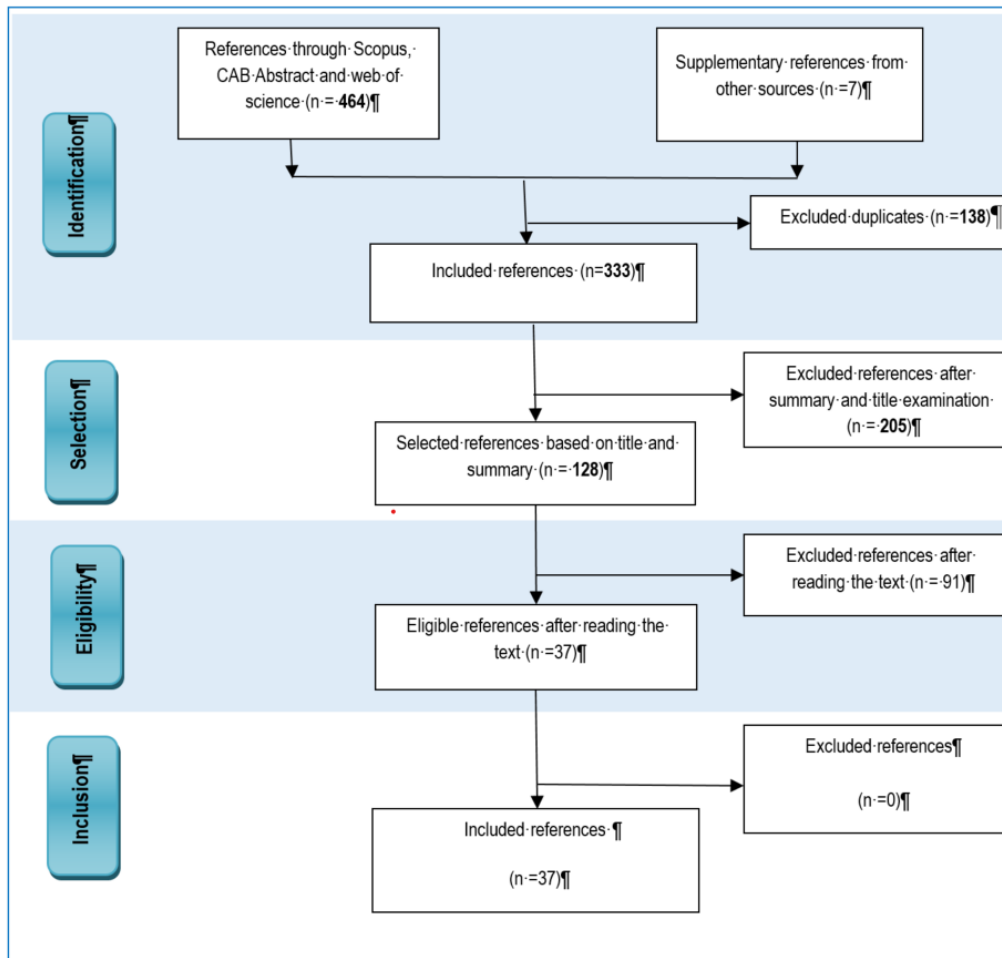 References·through·Scopus,·
CAB·Abstract·and·web·of·
science·(n·=·464)¶
Supplementary·references·from·
other·sources·(n·=7)¶
Identification¶
Excluded·duplicates·(n·=138)¶
Included·references·(n=333)¶
Selection¶
Excluded·references·after·
summary·and·title·examination·
(n·=·205)¶
Selected·references·based·on·title·and·
summary·(n·=·128)¶
Eligibility¶
Excluded·references·after·
reading·the·text·(n·=·91)¶
Eligible·references·after·reading·the·
text·(n·=37)¶
Inclusion¶
Excluded·references¶
(n·=0)¶
Included·references·¶
(n·=37)¶